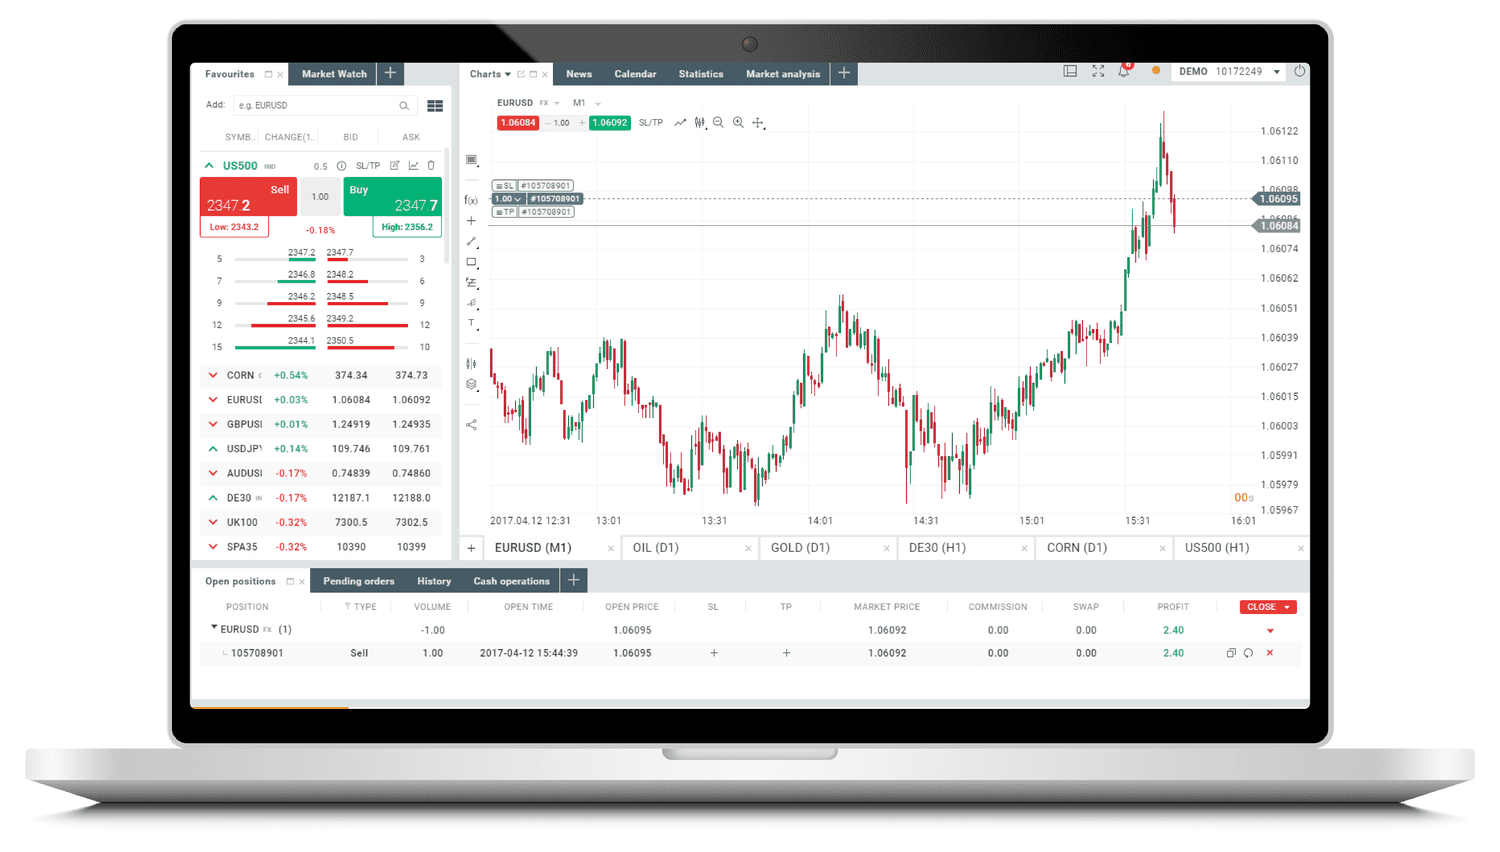 Favourites
Market Watch
Add: e.g. EURUSD
SYMB.. CHANGE(1.. BID ASK
US500 IND 0.5 SL/TP
Sell 2347.2
1.00
Buy 2347.7
Low: 2343.2 -0.18% High: 2356.2
5 2347.2 2347.7 3
7 2346.8 2348.2 6
9 2346.2 2348.5 9
12 2345.6 2349.2 12
15 2344.1 2350.5 10
CORN +0.54% 374.34 374.73
EURUSI +0.03% 1.06084 1.06092
GBPUSI +0.01% 1.24919 1.24935
USDJPY +0.14% 109.746 109.761
AUDUSI -0.17% 0.74839 0.74860
DE30 IN -0.17% 12187.1 12188.0
UK100 -0.32% 7300.5 7302.5
SPA35 -0.32% 10390 10399
Charts News Calendar Statistics Market analysis
DEMO 10172249
EURUSD FX M1
1.06084 – 1.00 + 1.06092 SL/TP
SL #105708901
1.00 #105708901
TP #105708901
f(x)
T
1.06122
1.06110
1.06098
1.06095
1.06086
1.06084
1.06074
1.06062
1.06051
1.06039
1.06027
1.06015
1.06003
1.05991
1.05979
1.05967
00s
2017.04.12 12:31 13:01 13:31 14:01 14:31 15:01 15:31 16:01
+ EURUSD (M1) OIL (D1) GOLD (D1) DE30 (H1) CORN (D1) US500 (H1)
Open positions Pending orders History Cash operations
POSITION TYPE VOLUME OPEN TIME OPEN PRICE SL TP MARKET PRICE COMMISSION SWAP PROFIT CLOSE
EURUSD FX (1) -1.00 1.06095 1.06092 0.00 0.00 2.40
105708901 Sell 1.00 2017-04-12 15:44:39 1.06095 + + 1.06092 0.00 0.00 2.40